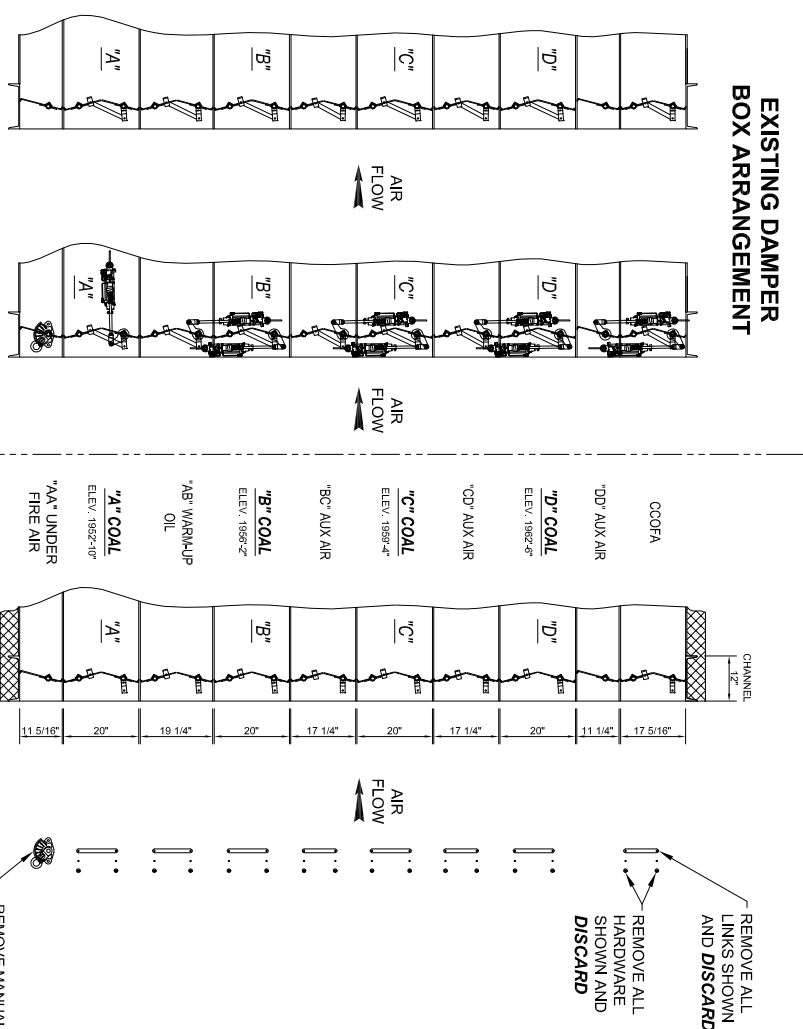 EXISTING DAMPER
BOX ARRANGEMENT
"A"
"B"
"C"
"D"
AIR
FLOW
"A"
"B"
"C"
"D"
AIR
FLOW
CCOFA
"DD" AUX AIR
"D" COAL
ELEV. 1962'-6"
"CD" AUX AIR
"C" COAL
ELEV. 1959'-4"
"BC" AUX AIR
"B" COAL
ELEV. 1956'-2"
"AB" WARM-UP
OIL
"A" COAL
ELEV. 1952'-10"
"AA" UNDER
FIRE AIR
"A"
"B"
"C"
"D"
CHANNEL
12"
11 5/16"
20"
19 1/4"
20"
17 1/4"
20"
17 1/4"
20"
11 1/4"
17 5/16"
AIR
FLOW
REMOVE ALL
LINKS SHOWN
AND DISCARD
REMOVE ALL
HARDWARE
SHOWN AND
DISCARD
REMOVE MANUAL